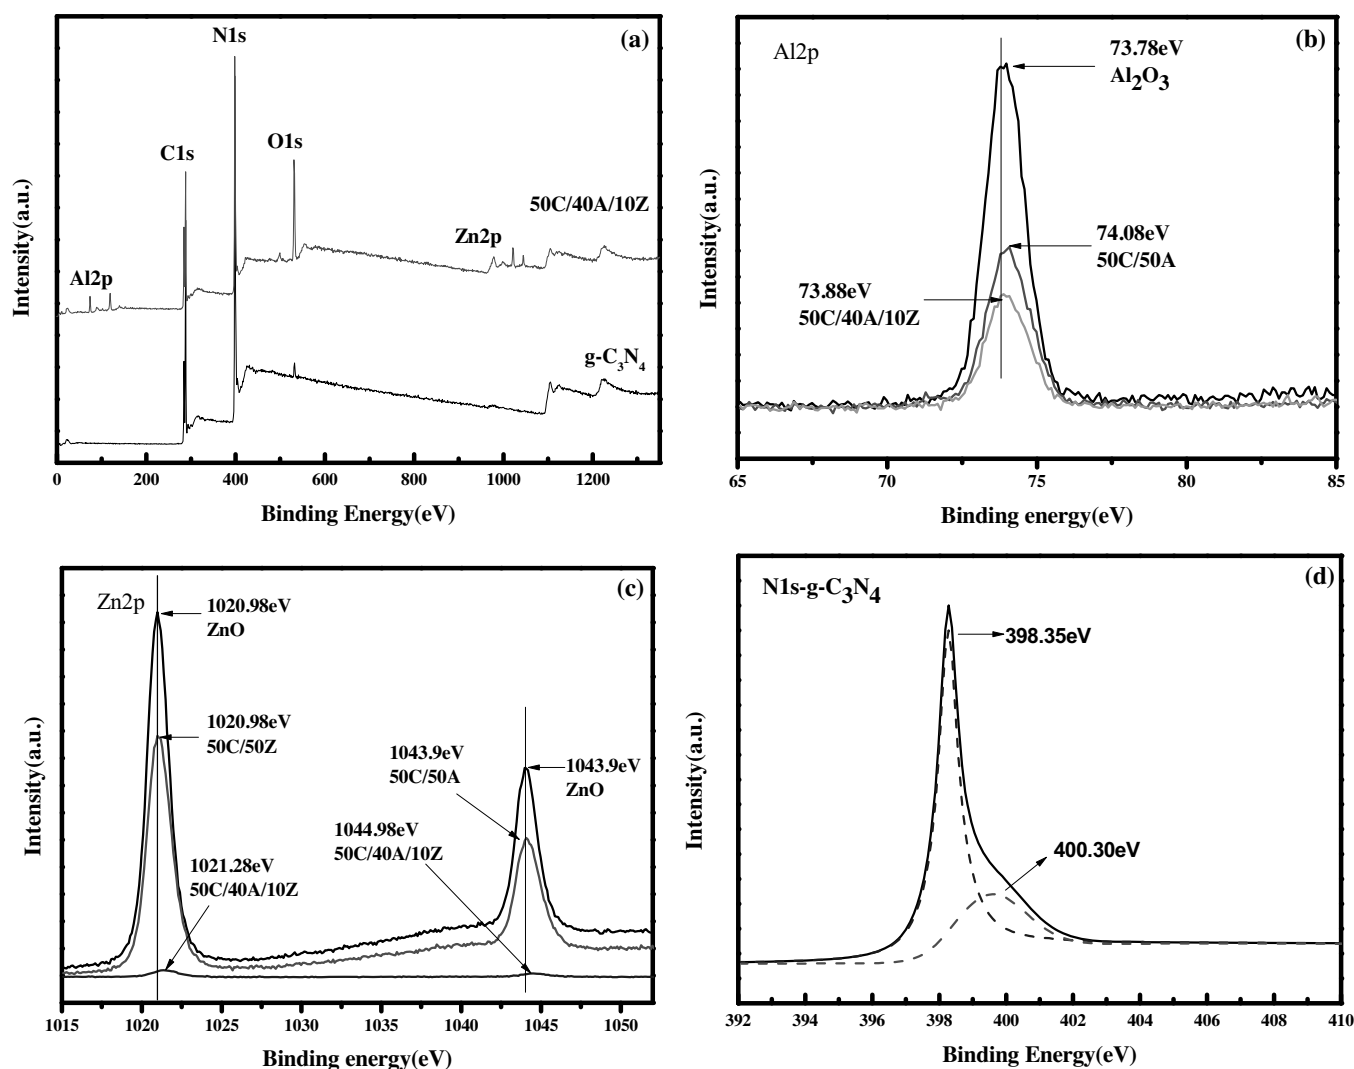 (a)
N1s
O1s
C1s
50C/40A/10Z
Zn2p
Al2p
g-C3N4
Intensity(a.u.)
0 200 400 600 800 1000 1200
Binding Energy(eV)
(b)
Al2p
73.78eV
Al2O3
74.08eV
50C/50A
73.88eV
50C/40A/10Z
Intensity(a.u.)
65 70 75 80 85
Binding energy(eV)
(c)
Zn2p
1020.98eV
ZnO
1020.98eV
50C/50Z
1043.9eV
50C/50A
1043.9eV
ZnO
1044.98eV
50C/40A/10Z
1021.28eV
50C/40A/10Z
Intensity(a.u.)
1015 1020 1025 1030 1035 1040 1045 1050
Binding energy(eV)
(d)
N1s-g-C3N4
398.35eV
400.30eV
Intensity(a.u.)
392 394 396 398 400 402 404 406 408 410
Binding Energy(eV)